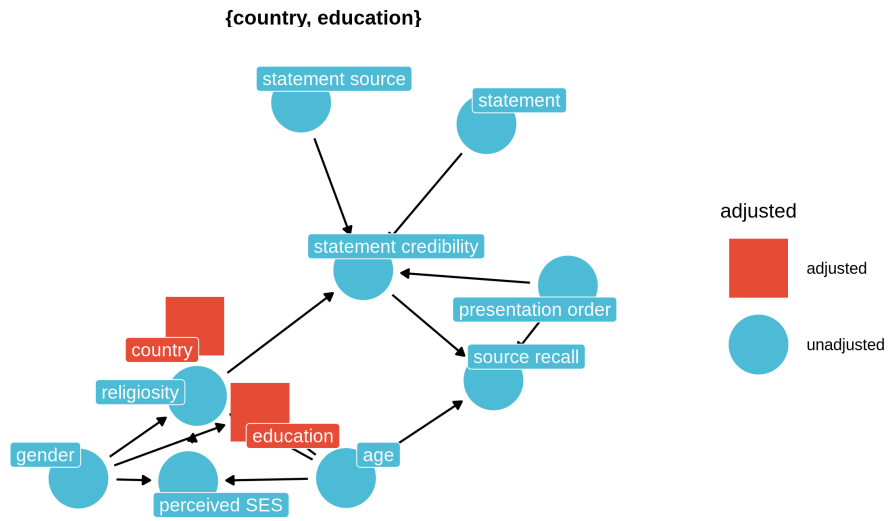 {country, education}
statement source
statement
statement credibility
presentation order
source recall
country
religiosity
education
gender
age
perceived SES
adjusted
adjusted
unadjusted